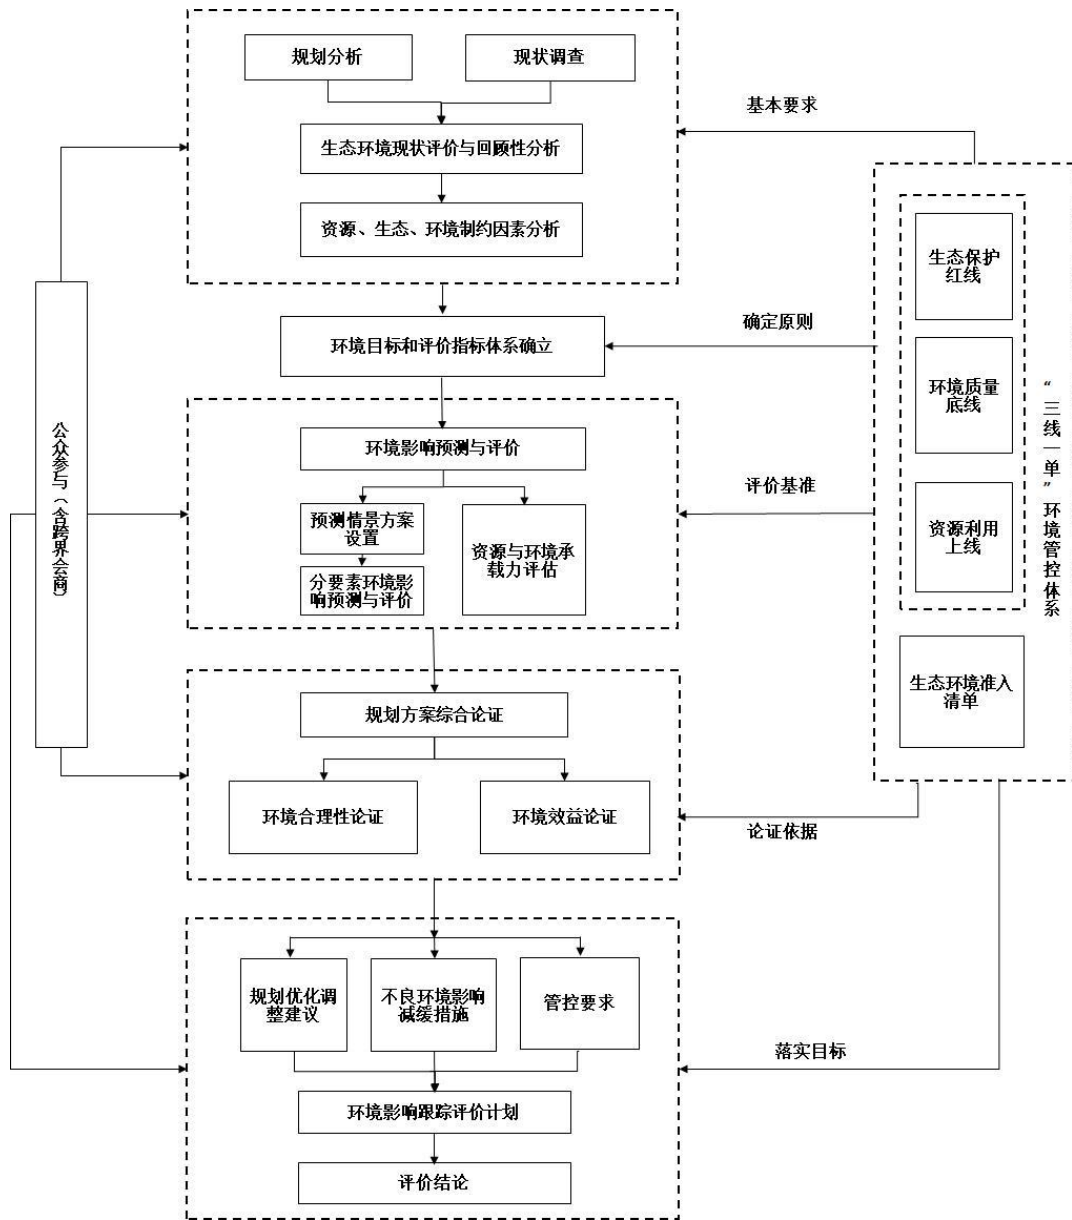 规划分析
现状调查
基本要求
生态环境现状评价与回顾性分析
资源、生态、环境制约因素分析
生态保护
红线
确定原则
环境目标和评价指标体系确立
环境质量
底线
“三线一单”环境管控体系
公众参与（含跨界会商）
环境影响预测与评价
评价基准
预测情景方案
设置
资源与环境承
载力评估
资源利用
上线
分要素环境影
响预测与评价
生态环境准入
清单
规划方案综合论证
环境合理性论证
环境效益论证
论证依据
规划优化调
整建议
不良环境影响
减缓措施
管控要求
落实目标
环境影响跟踪评价计划
评价结论